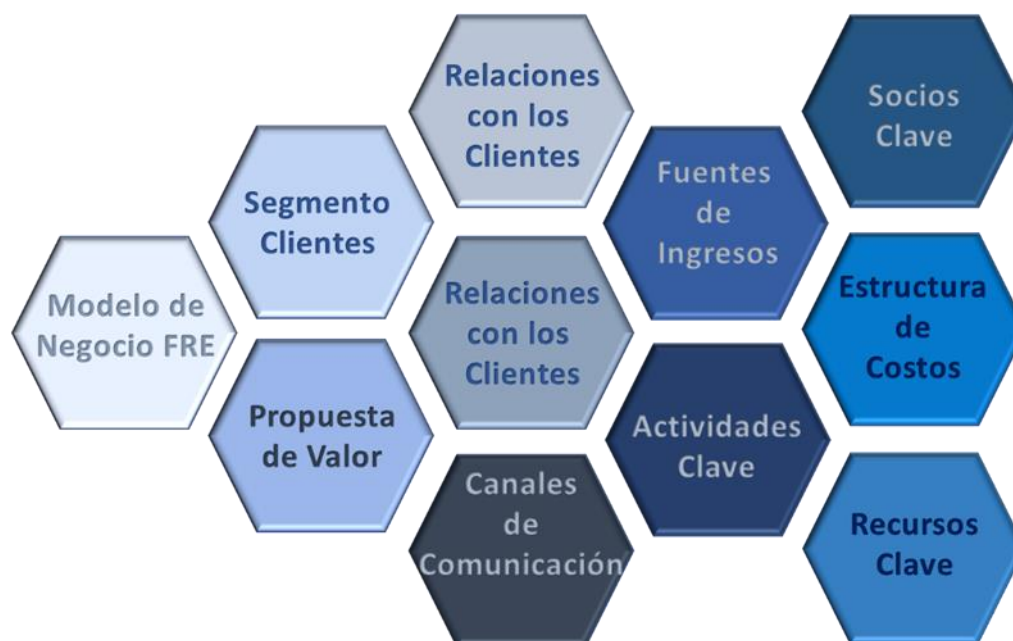 Modelo de
Negocio FRE
Segmento
Clientes
Propuesta
de Valor
Relaciones
con los
Clientes
Relaciones
con los
Clientes
Canales
de
Comunicación
Fuentes
de
Ingresos
Actividades
Clave
Socios
Clave
Estructura
de
Costos
Recursos
Clave